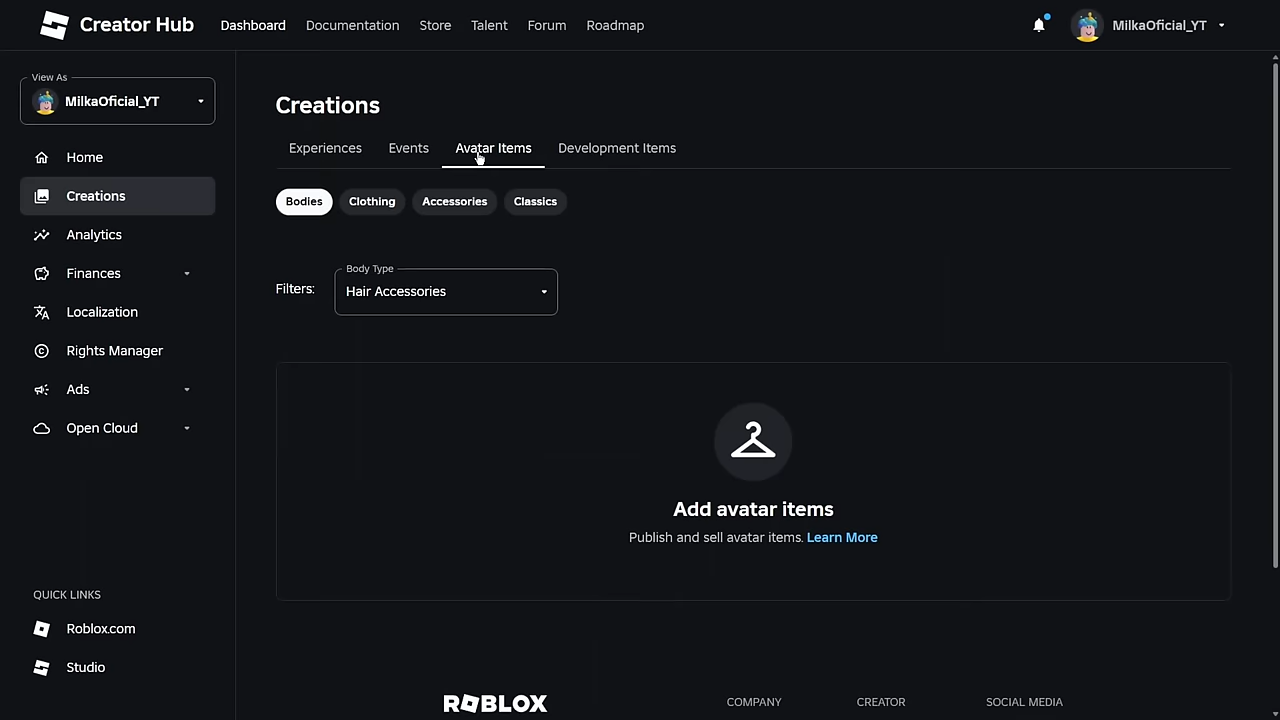 Creator Hub
Dashboard
Documentation
Store
Talent
Forum
Roadmap
MilkaOficial_YT
View As
MilkaOficial_YT
Home
Creations
Analytics
Finances
Localization
Rights Manager
Ads
Open Cloud
QUICK LINKS
Roblox.com
Studio
Creations
Experiences
Events
Avatar Items
Development Items
Bodies
Clothing
Accessories
Classics
Filters:
Body Type
Hair Accessories
Add avatar items
Publish and sell avatar items. Learn More
ROBLOX
COMPANY
CREATOR
SOCIAL MEDIA